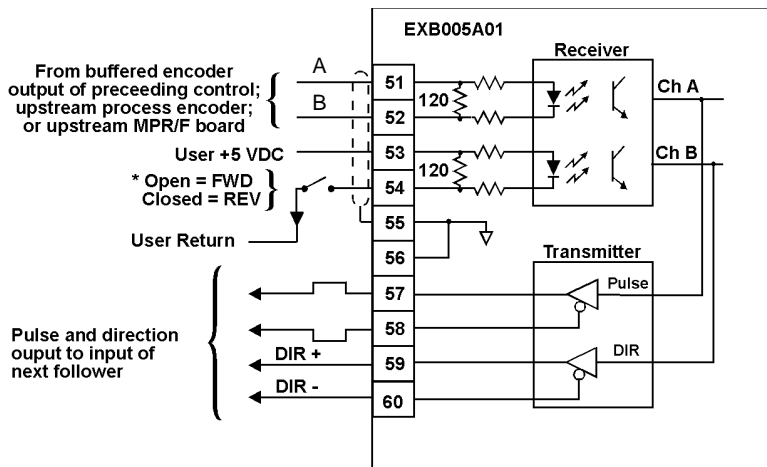 EXB005A01
Receiver
From buffered encoder
output of preceeding control;
upstream process encoder;
or upstream MPR/F board
A
B
51
52
120
Ch A
User +5 VDC
53
54
120
Ch B
* Open = FWD
Closed = REV
User Return
55
56
Transmitter
Pulse and direction
ouput to input of
next follower
57
58
Pulse
DIR +
59
DIR
DIR -
60